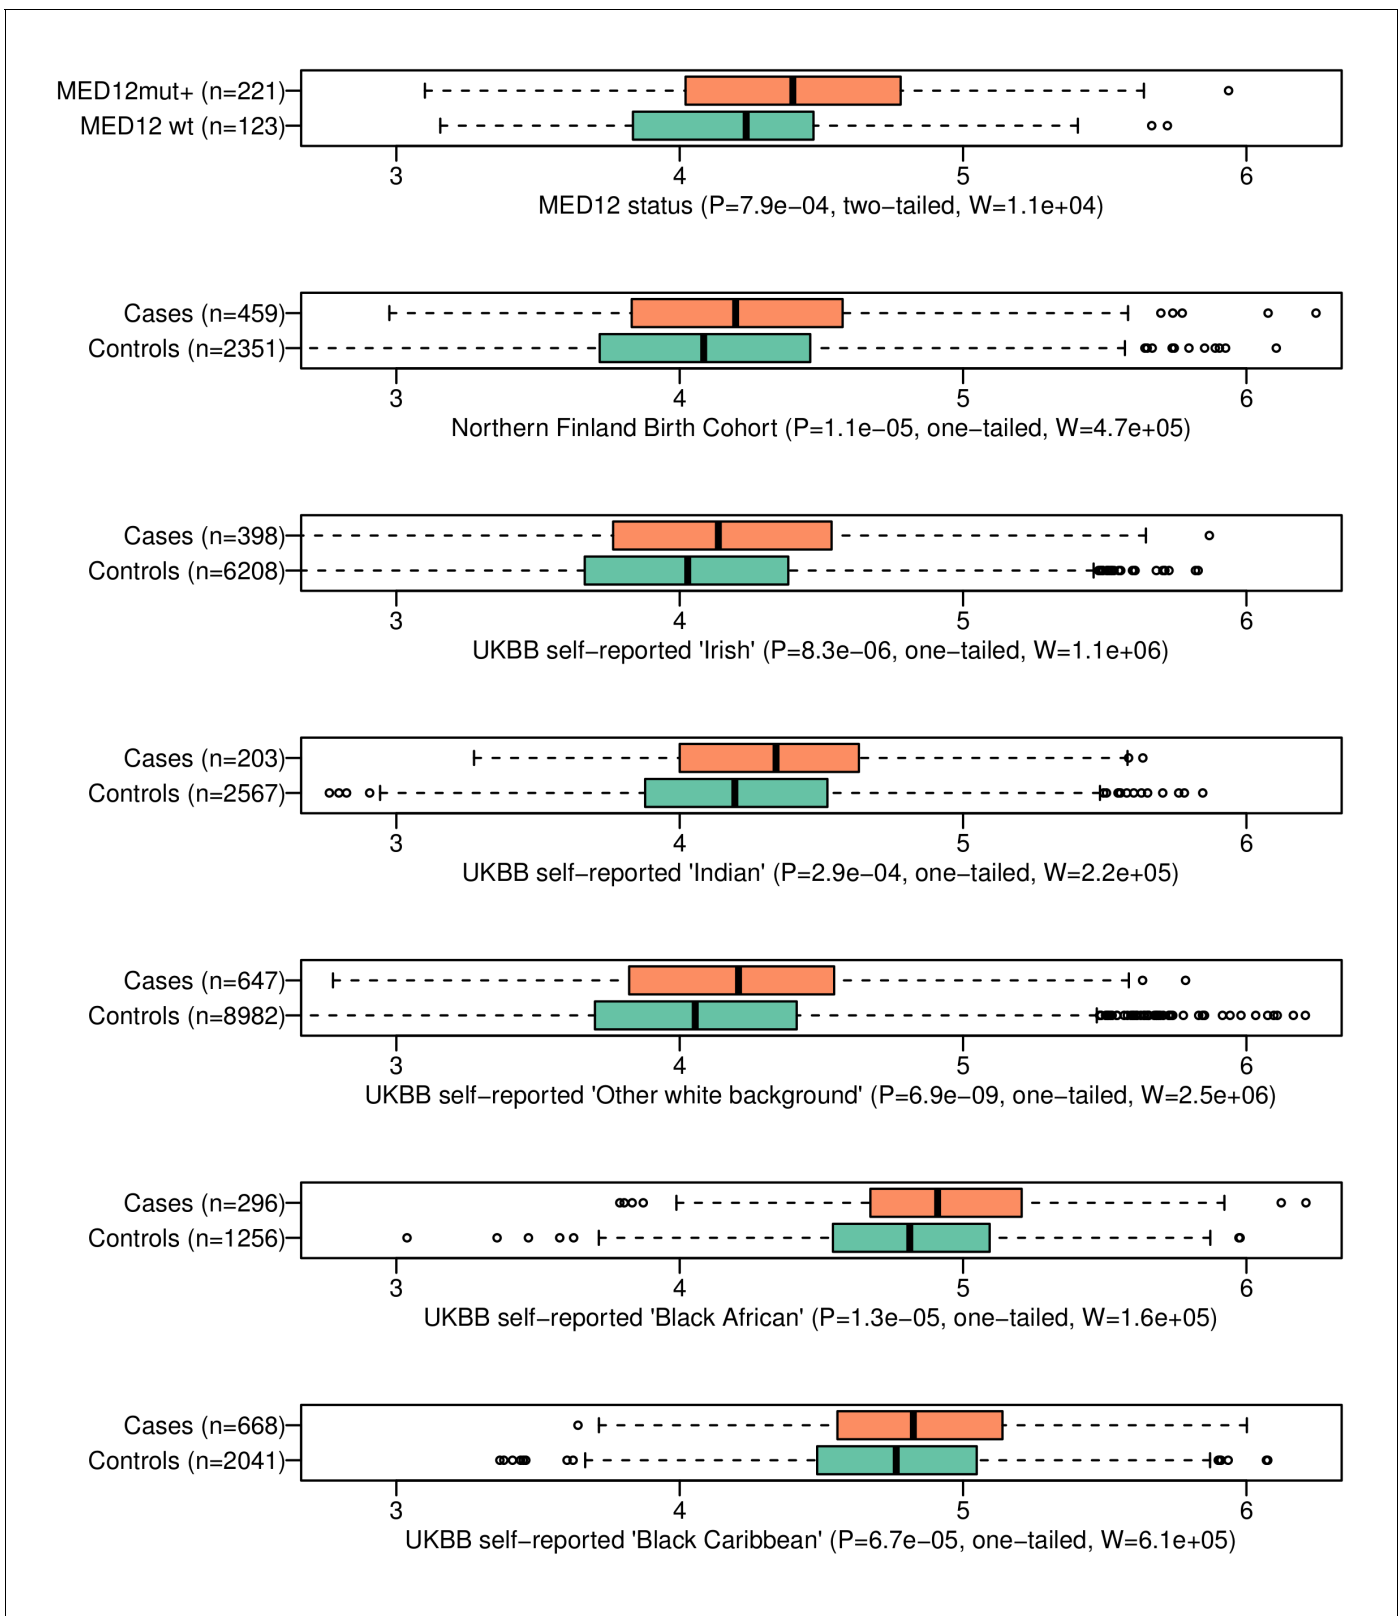 MED12mut+ (n=221)
MED12 wt (n=123)
3 4 5 6
MED12 status (P=7.9e−04, two−tailed, W=1.1e+04)
Cases (n=459)
Controls (n=2351)
3 4 5 6
Northern Finland Birth Cohort (P=1.1e−05, one−tailed, W=4.7e+05)
Cases (n=398)
Controls (n=6208)
3 4 5 6
UKBB self−reported 'Irish' (P=8.3e−06, one−tailed, W=1.1e+06)
Cases (n=203)
Controls (n=2567)
3 4 5 6
UKBB self−reported 'Indian' (P=2.9e−04, one−tailed, W=2.2e+05)
Cases (n=647)
Controls (n=8982)
3 4 5 6
UKBB self−reported 'Other white background' (P=6.9e−09, one−tailed, W=2.5e+06)
Cases (n=296)
Controls (n=1256)
3 4 5 6
UKBB self−reported 'Black African' (P=1.3e−05, one−tailed, W=1.6e+05)
Cases (n=668)
Controls (n=2041)
3 4 5 6
UKBB self−reported 'Black Caribbean' (P=6.7e−05, one−tailed, W=6.1e+05)